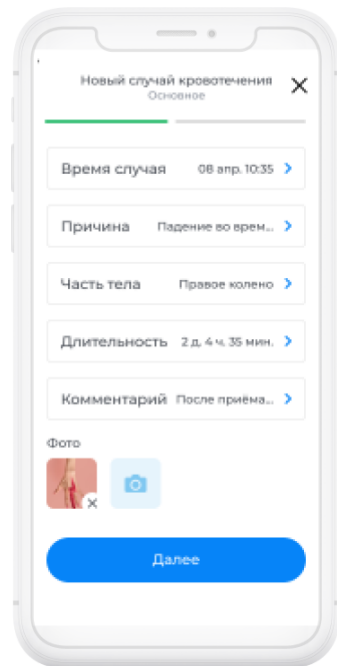 Новый случай кровотечения
Основное
Время случая 08 апр. 10:35
Причина Падение во врем...
Часть тела Правое колено
Длительность 2 д. 4 ч. 35 мин.
Комментарий После приёма...
Фото
Далее